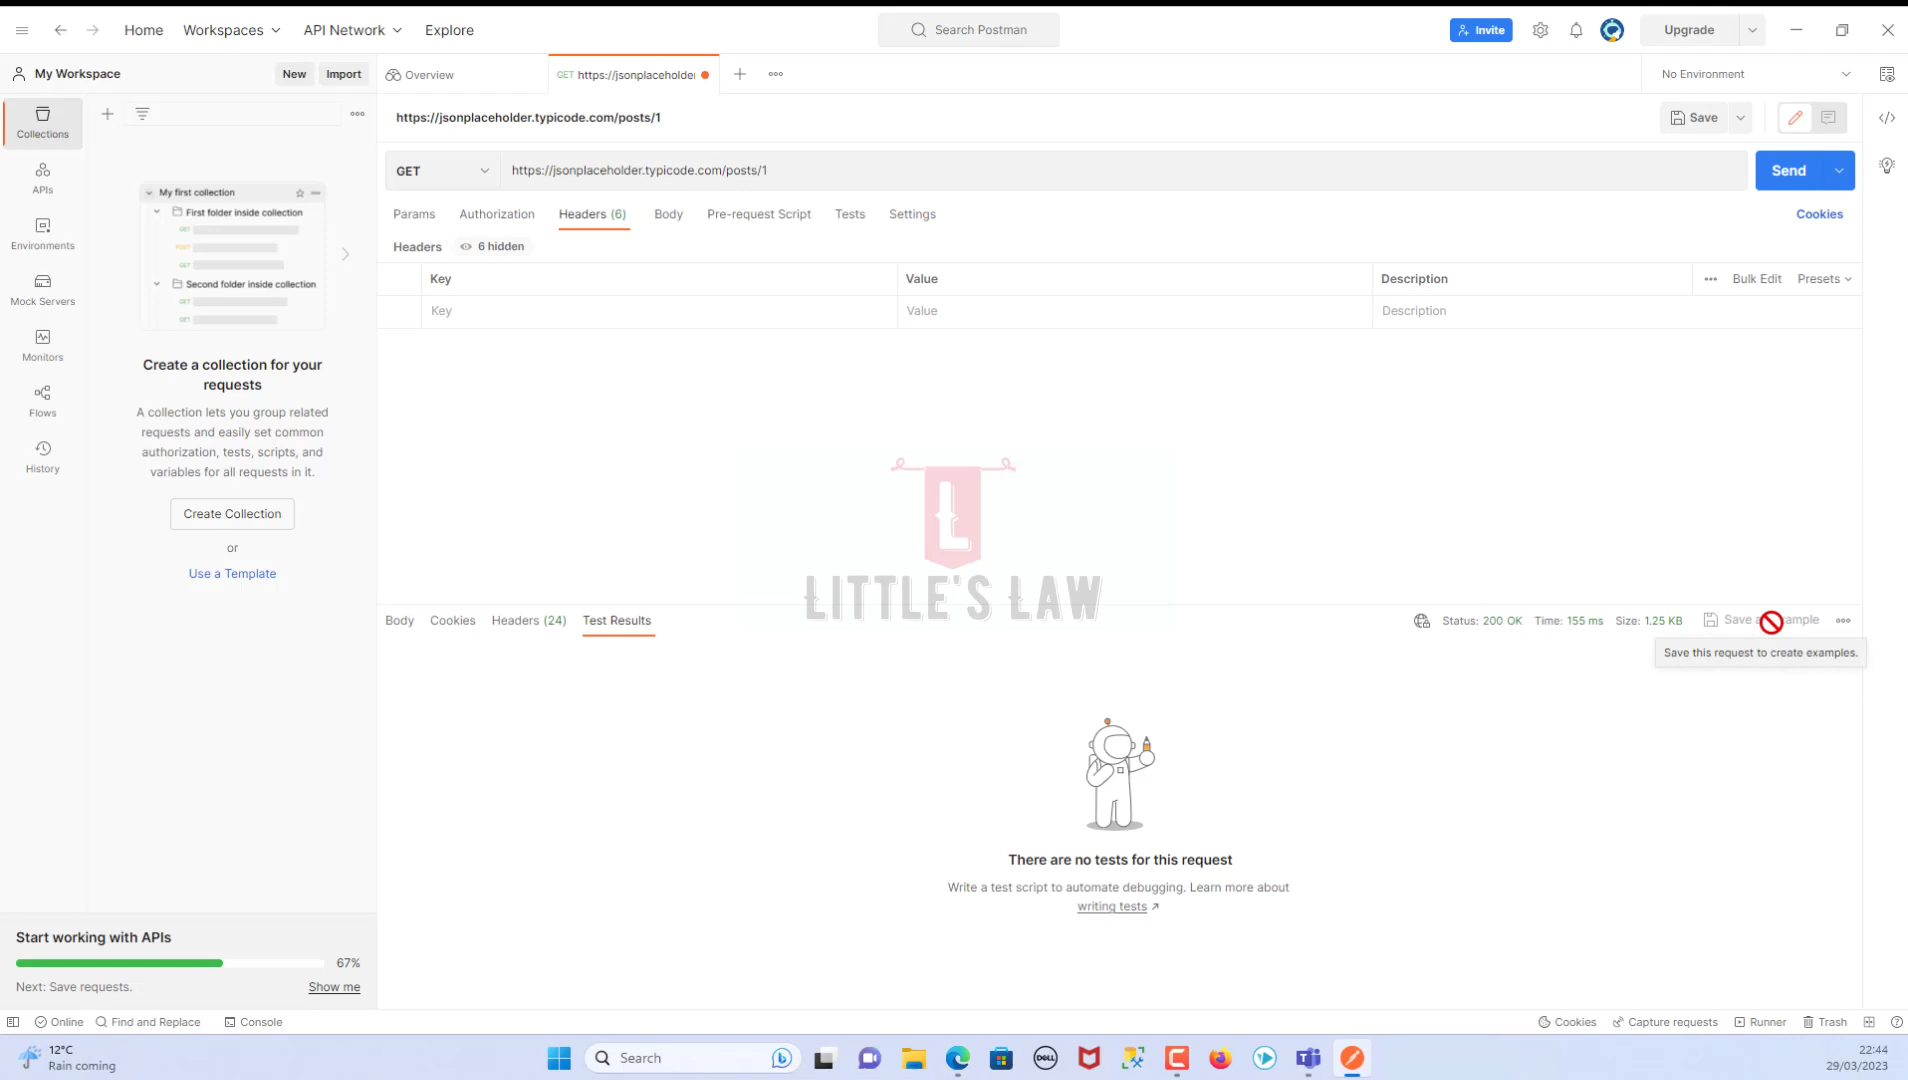 Home
Workspaces
API Network
Explore
Search Postman
Invite
Upgrade
My Workspace
New
Import
Overview
GET https://jsonplaceholder
No Environment
Collections
APIs
Environments
Mock Servers
Monitors
Flows
History
My first collection
First folder inside collection
GET
POST
GET
Second folder inside collection
GET
GET
Create a collection for your
requests
A collection lets you group related
requests and easily set common
authorization, tests, scripts, and
variables for all requests in it.
Create Collection
or
Use a Template
https://jsonplaceholder.typicode.com/posts/1
Save
GET
https://jsonplaceholder.typicode.com/posts/1
Send
Params
Authorization
Headers (6)
Body
Pre-request Script
Tests
Settings
Cookies
Headers
6 hidden
Key
Value
Description
Bulk Edit
Presets
Key
Value
Description
L
LITTLE'S LAW
Body
Cookies
Headers (24)
Test Results
Status: 200 OK
Time: 155 ms
Size: 1.25 KB
Save
Save this request to create examples.
There are no tests for this request
Write a test script to automate debugging. Learn more about
writing tests
Start working with APIs
67%
Next: Save requests.
Show me
Online
Find and Replace
Console
Cookies
Capture requests
Runner
Trash
12°C
Rain coming
Search
DELL
22:44
29/03/2023